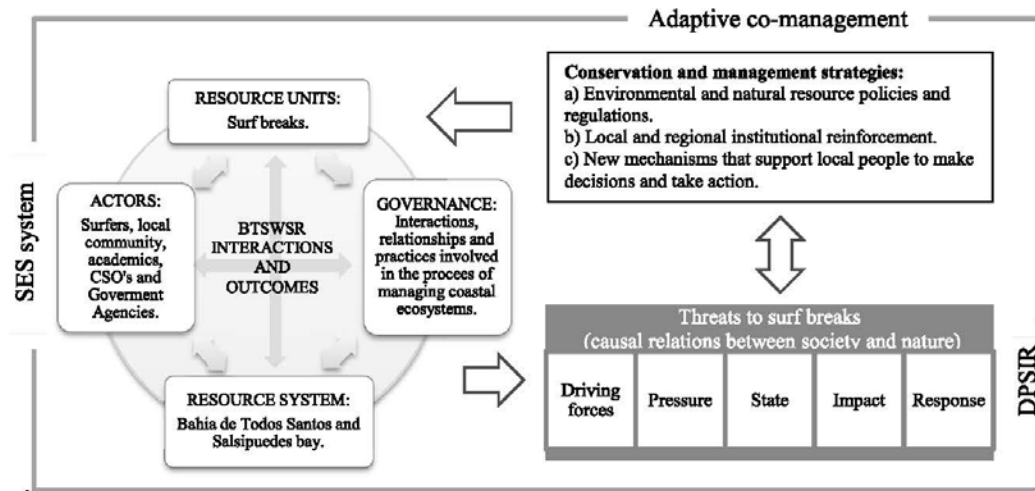 Adaptive co-management
SES system
RESOURCE UNITS:
Surf breaks.
ACTORS:
Surfers, local
community,
academics,
CSO's and
Goverment
Agencies.
BTSWSR
INTERACTIONS
AND
OUTCOMES
GOVERNANCE:
Interactions,
relationships and
practices involved
in the procees of
managing coastal
ecosystems.
RESOURCE SYSTEM:
Bahia de Todos Santos and
Salsipuedes bay.
Conservation and management strategies:
a) Environmental and natural resource policies and
regulations.
b) Local and regional institutional reinforcement.
c) New mechanisms that support local people to make
decisions and take action.
Threats to surf breaks
(causal relations between society and nature)
Driving
forces
Pressure
State
Impact
Response
DPSIR